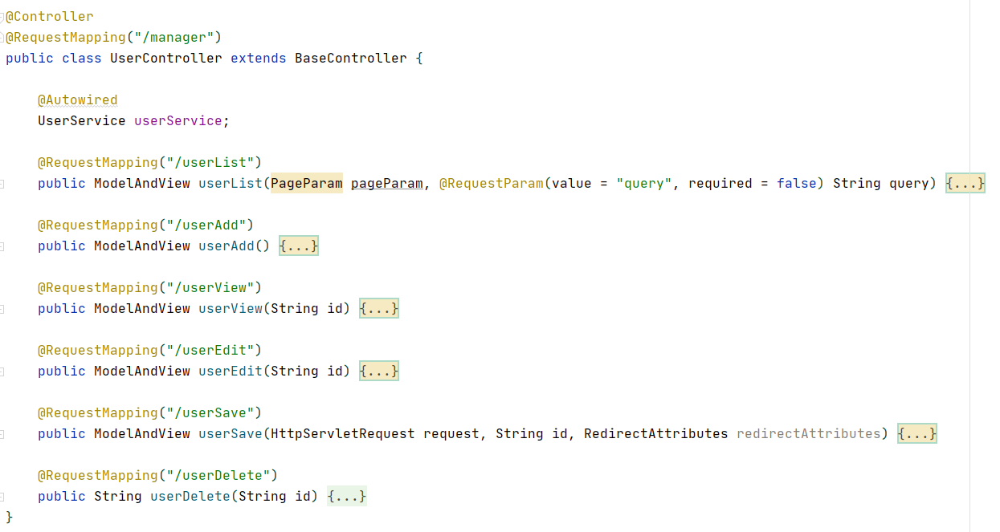 @Controller
@RequestMapping("/manager")
public class UserController extends BaseController {
@Autowired
UserService userService;
@RequestMapping("/userList")
public ModelAndView userList(PageParam pageParam, @RequestParam(value = "query", required = false) String query) {...}
@RequestMapping("/userAdd")
public ModelAndView userAdd() {...}
@RequestMapping("/userView")
public ModelAndView userView(String id) {...}
@RequestMapping("/userEdit")
public ModelAndView userEdit(String id) {...}
@RequestMapping("/userSave")
public ModelAndView userSave(HttpServletRequest request, String id, RedirectAttributes redirectAttributes) {...}
@RequestMapping("/userDelete")
public String userDelete(String id) {...}
}